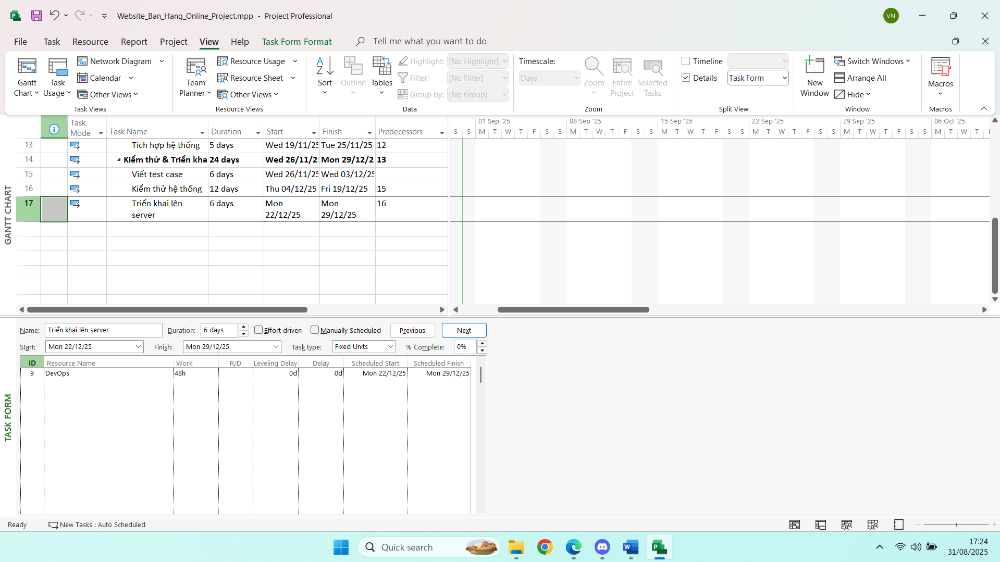 Website_Ban_Hang_Online_Project.mpp - Project Professional
VN
File Task Resource Report Project View Help Task Form Format Tell me what you want to do
Gantt Chart
Task Usage
Network Diagram
Calendar
Other Views
Task Views
Team Planner
Resource Usage
Resource Sheet
Other Views
Resource Views
Sort
Outline
Tables
Highlight: [No Highlight]
Filter: [No Filter]
Group by: [No Group]
Data
Timescale:
Days
Zoom
Entire Project
Selected Tasks
Zoom
Timeline
Details Task Form
Split View
New Window
Switch Windows
Arrange All
Hide
Window
Macros
Macros
GANTT CHART
Task Mode Task Name Duration Start Finish Predecessors
01 Sep '25 08 Sep '25 15 Sep '25 22 Sep '25 29 Sep '25 06 Oct '25
S S M T W T F S S M T W T F S S M T W T F S S M T W T F S S M T W T F S S M T W T
13 Tích hợp hệ thống 5 days Wed 19/11/25 Tue 25/11/25 12
14 Kiểm thử & Triển kha 24 days Wed 26/11/2 Mon 29/12/2 13
15 Viết test case 6 days Wed 26/11/25 Wed 03/12/25
16 Kiểm thử hệ thống 12 days Thu 04/12/25 Fri 19/12/25 15
17 Triển khai lên server 6 days Mon 22/12/25 Mon 29/12/25 16
TASK FORM
Name: Triển khai lên server Duration: 6 days Effort driven Manually Scheduled Previous Next
Start: Mon 22/12/25 Finish: Mon 29/12/25 Task type: Fixed Units % Complete: 0%
ID Resource Name Work R/D Leveling Delay Delay Scheduled Start Scheduled Finish
9 DevOps 48h 0d 0d Mon 22/12/25 Mon 29/12/25
Ready New Tasks : Auto Scheduled
Quick search
17:24
31/08/2025